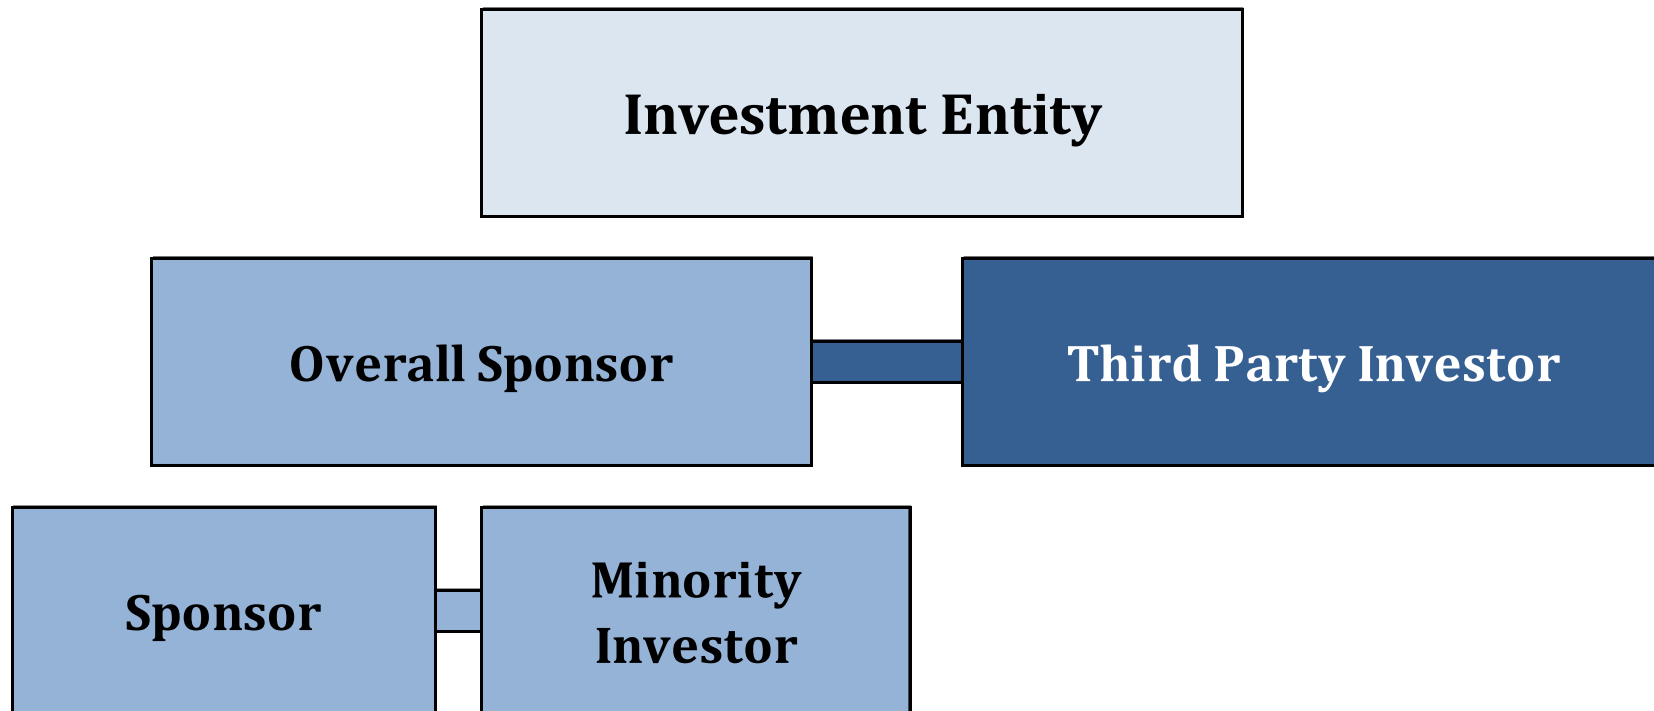 Investment Entity
Overall Sponsor
Third Party Investor
Sponsor
Minority
Investor